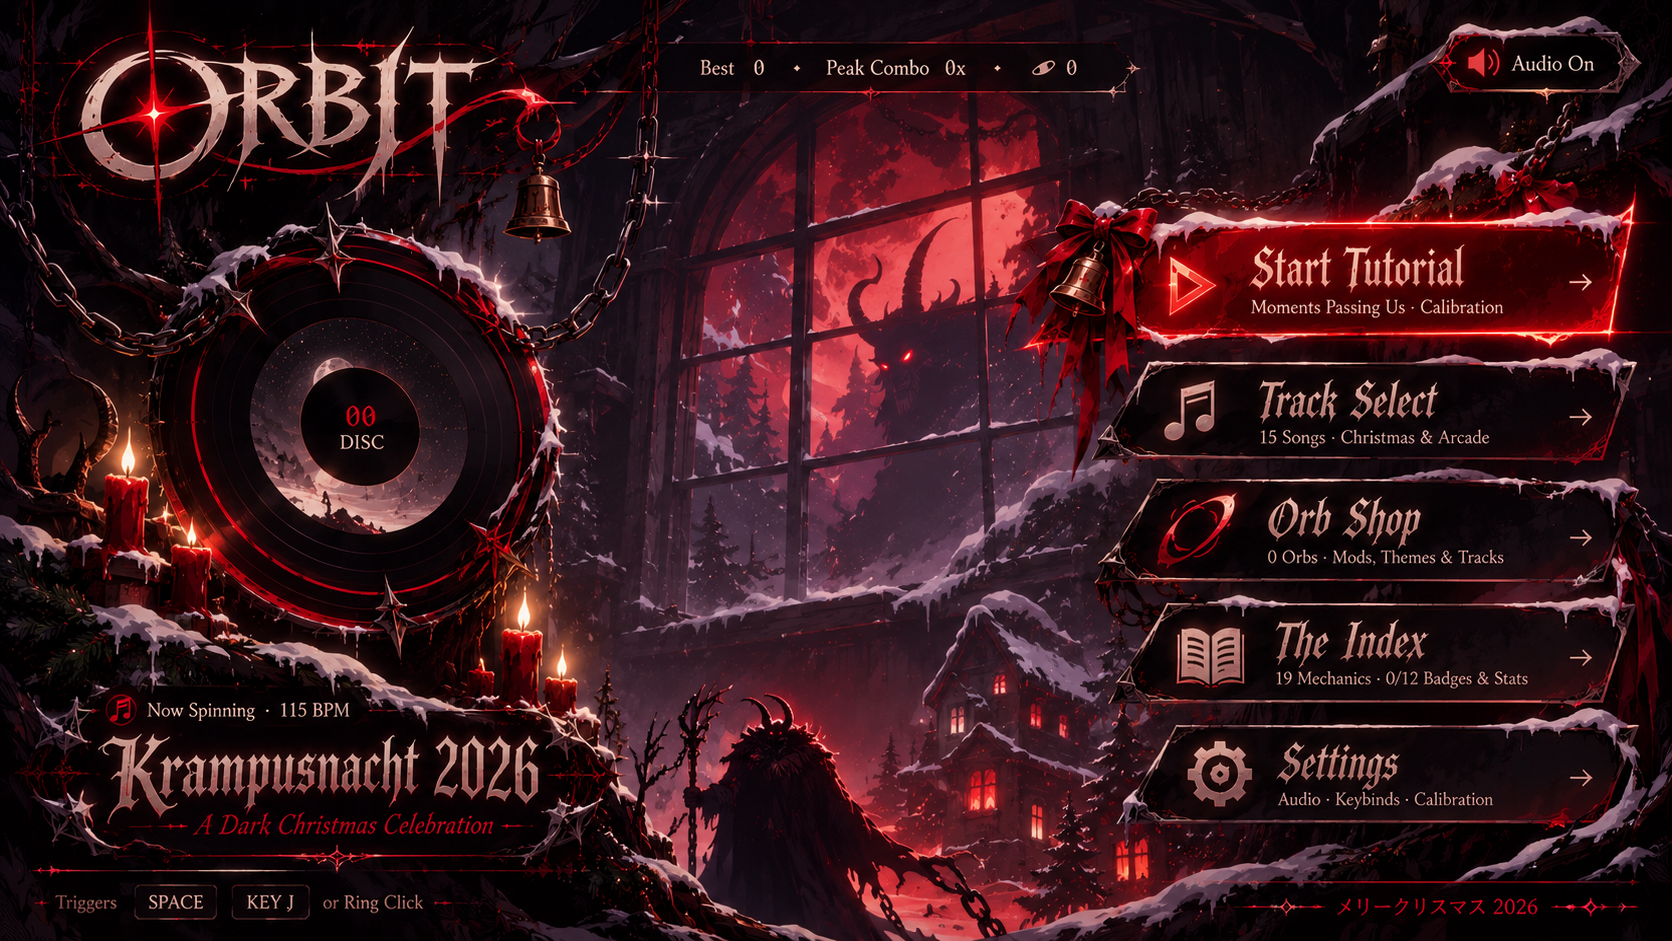 ORBIT
Best 0 · Peak Combo 0x · 0
Audio On
Start Tutorial
Moments Passing Us · Calibration
Track Select
15 Songs · Christmas & Arcade
Orb Shop
0 Orbs · Mods, Themes & Tracks
The Index
19 Mechanics · 0/12 Badges & Stats
Settings
Audio · Keybinds · Calibration
00
DISC
Now Spinning · 115 BPM
Krampusnacht 2026
A Dark Christmas Celebration
Triggers SPACE KEY J or Ring Click
メリークリスマス 2026